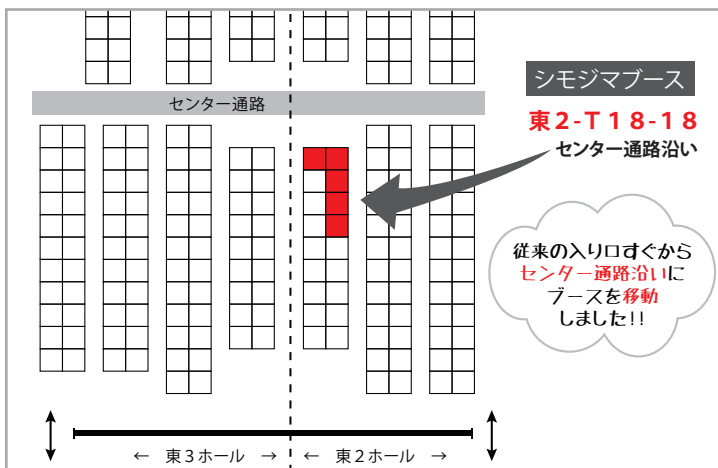 センター通路
シモジマブース
東2-T18-18
センター通路沿い
従来の入り口すぐから
センター通路沿いに
ブースを移動
しました!!
← 東3ホール → ← 東2ホール →